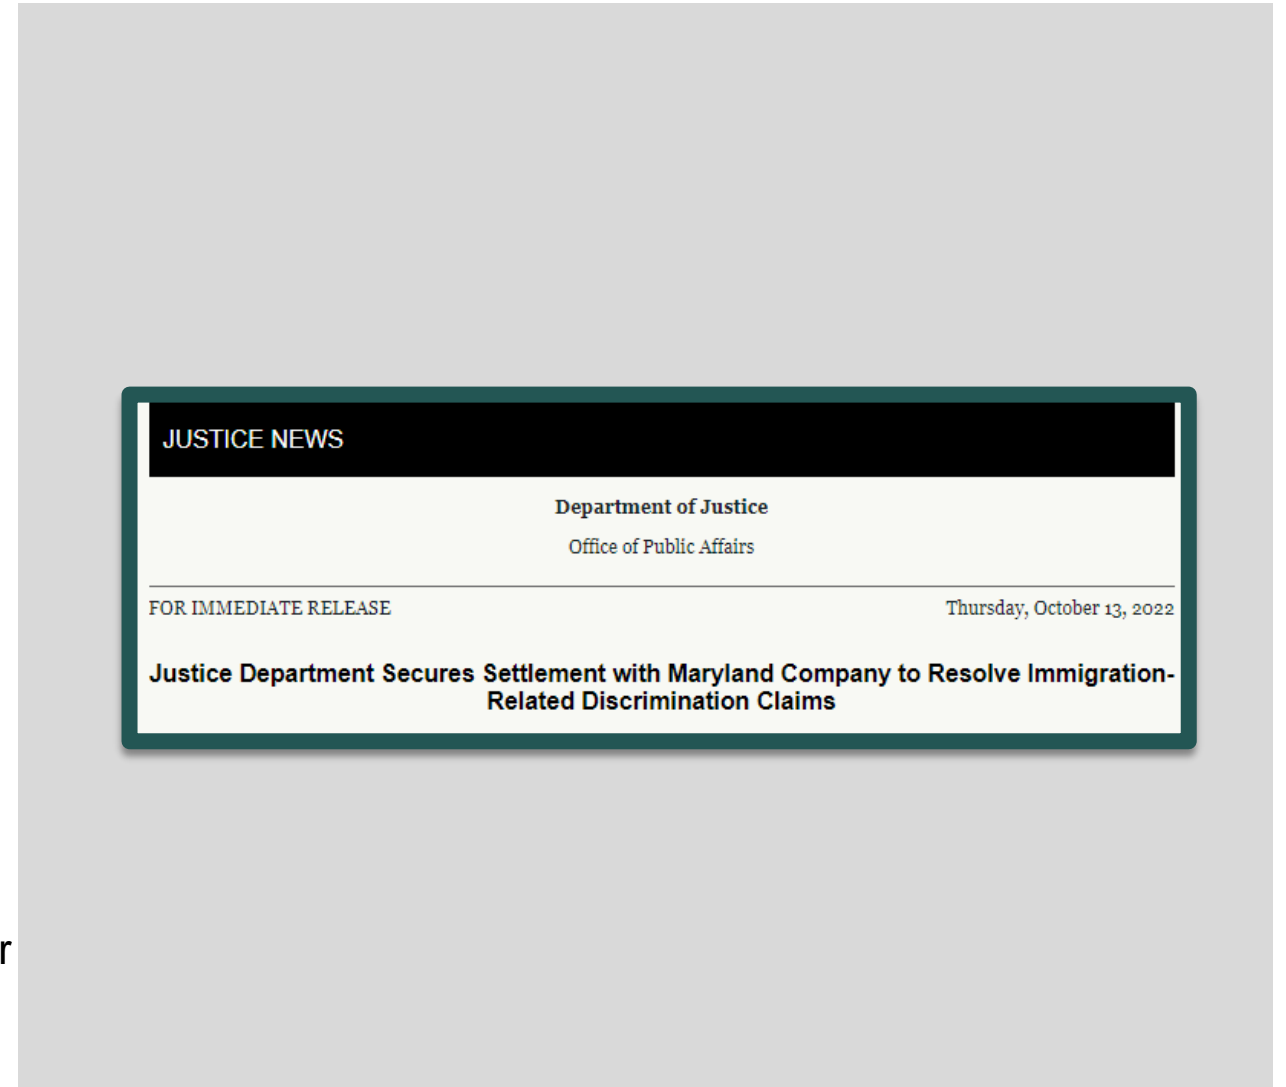 JUSTICE NEWS
Department of Justice
Office of Public Affairs
FOR IMMEDIATE RELEASE Thursday, October 13, 2022
Justice Department Secures Settlement with Maryland Company to Resolve Immigration-
Related Discrimination Claims
r